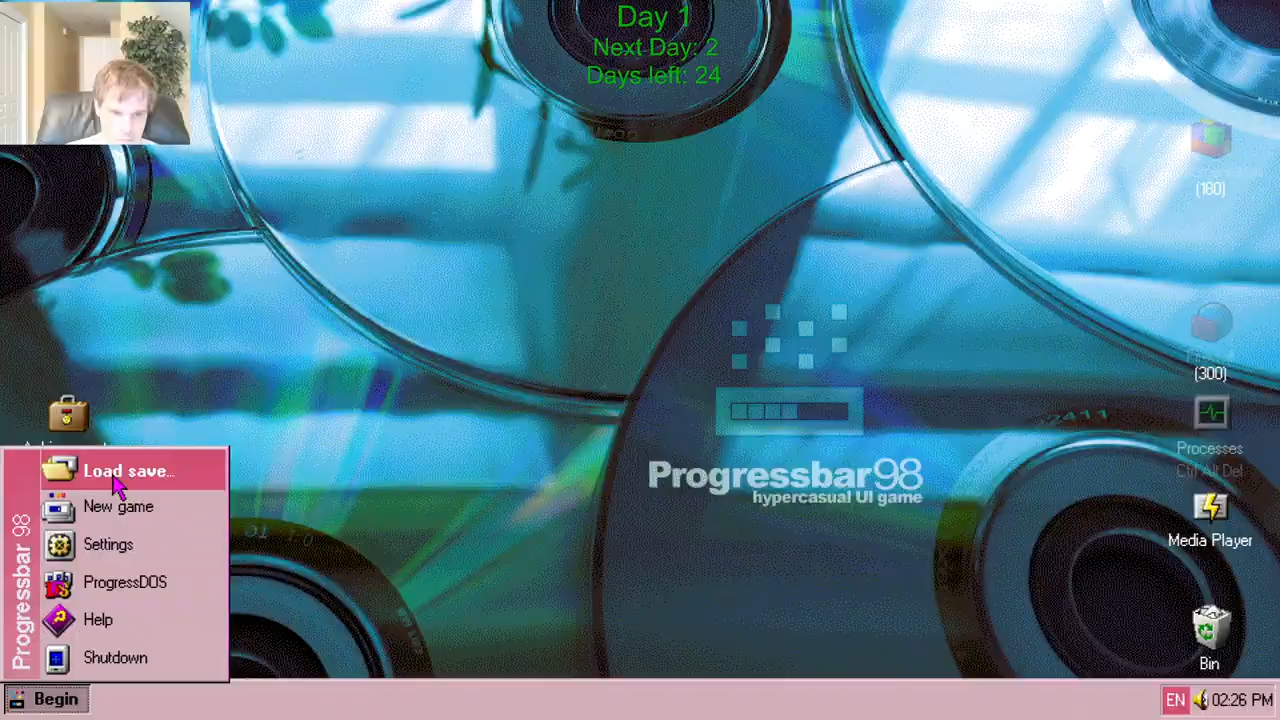 Day 1
Next Day: 2
Days left: 24
(180)
(300)
Processes
Ctrl Alt Del
Media Player
Bin
Progressbar98
hypercasual UI game
Load save...
New game
Settings
ProgressDOS
Help
Shutdown
Progressbar 98
Begin
EN
02:26 PM